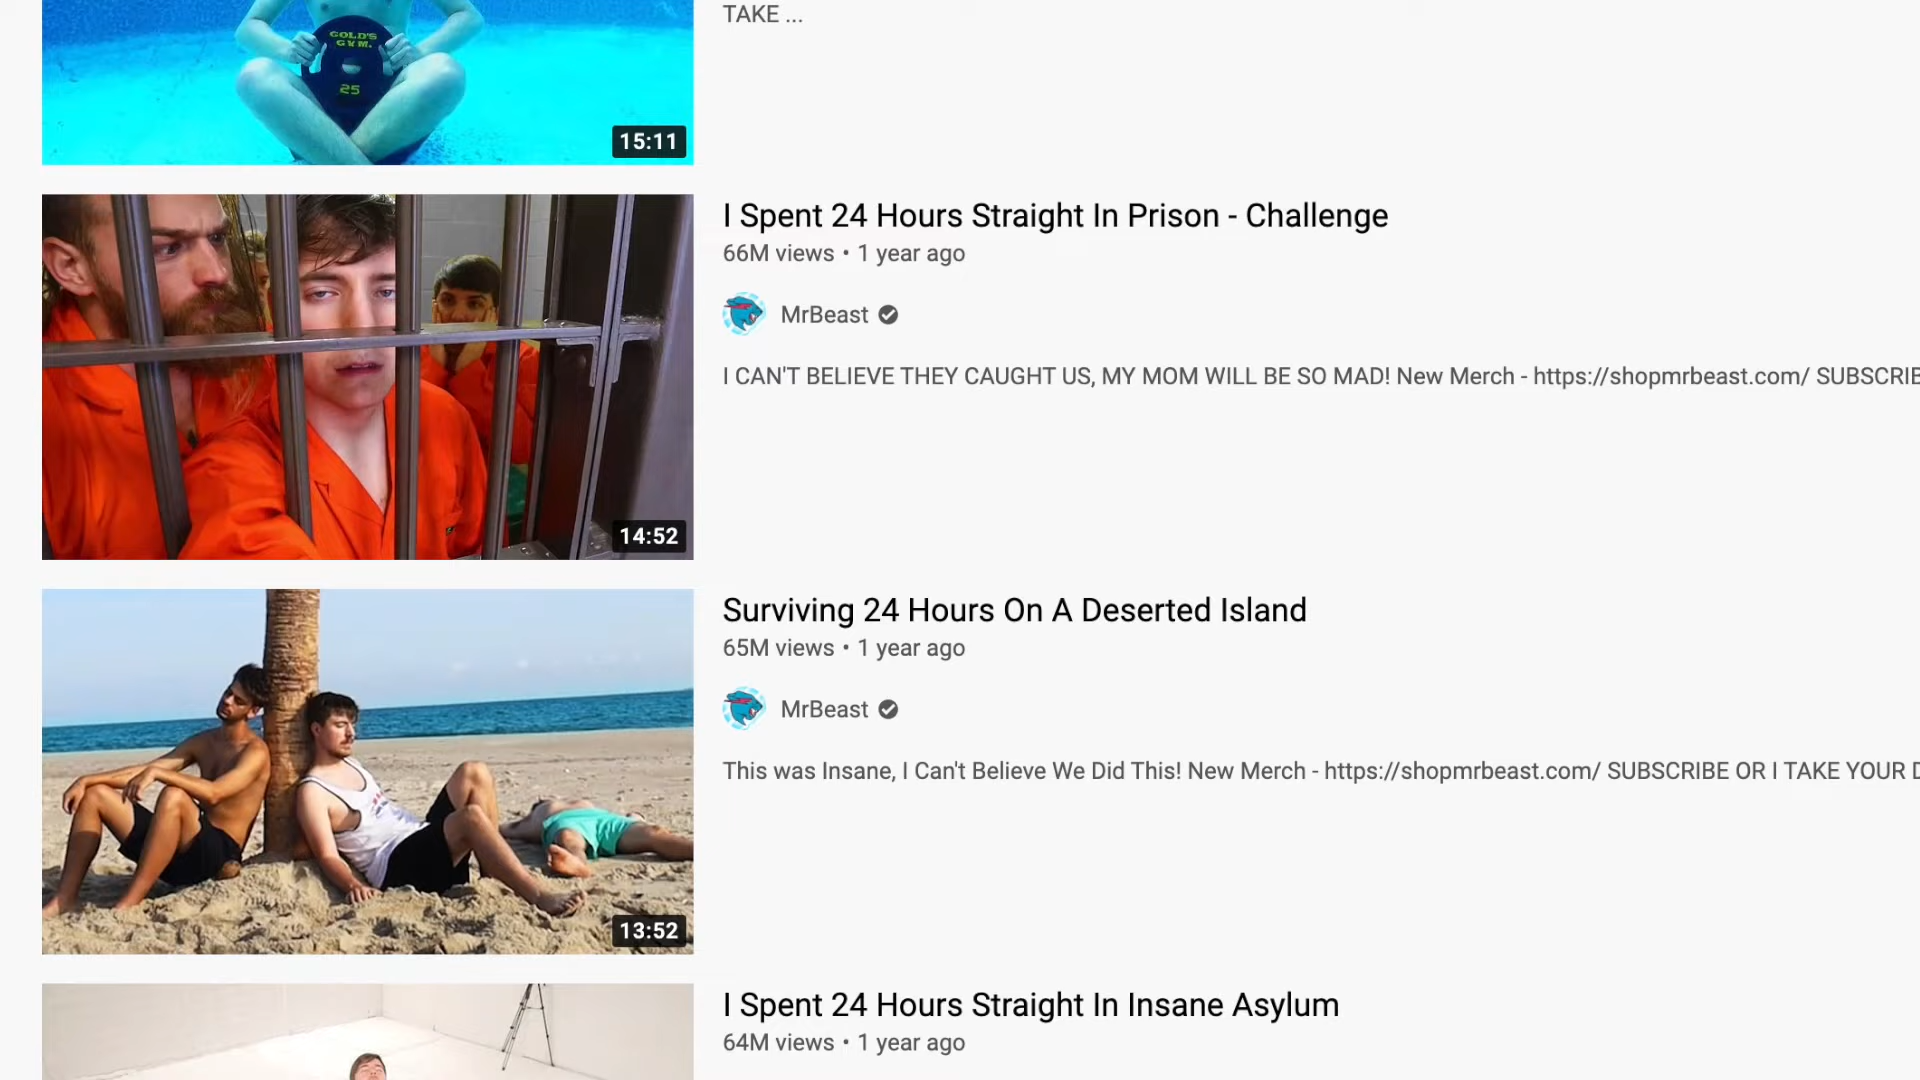 TAKE ...
GOLD'S
GYM.
25
15:11
I Spent 24 Hours Straight In Prison - Challenge
66M views • 1 year ago
MrBeast
I CAN'T BELIEVE THEY CAUGHT US, MY MOM WILL BE SO MAD! New Merch - https://shopmrbeast.com/ SUBSCRIB
14:52
Surviving 24 Hours On A Deserted Island
65M views • 1 year ago
MrBeast
This was Insane, I Can't Believe We Did This! New Merch - https://shopmrbeast.com/ SUBSCRIBE OR I TAKE YOUR D
13:52
I Spent 24 Hours Straight In Insane Asylum
64M views • 1 year ago